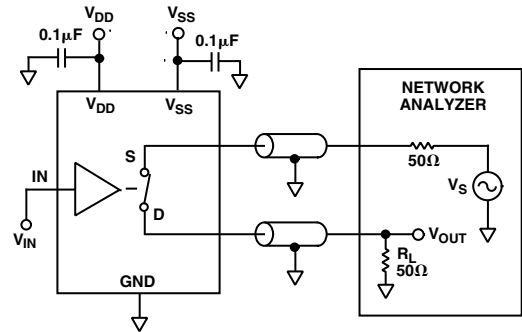 VDD
VSS
0.1μF
0.1μF
VDD
VSS
NETWORK
ANALYZER
S
50Ω
IN
VS
D
VIN
VOUT
RL
50Ω
GND